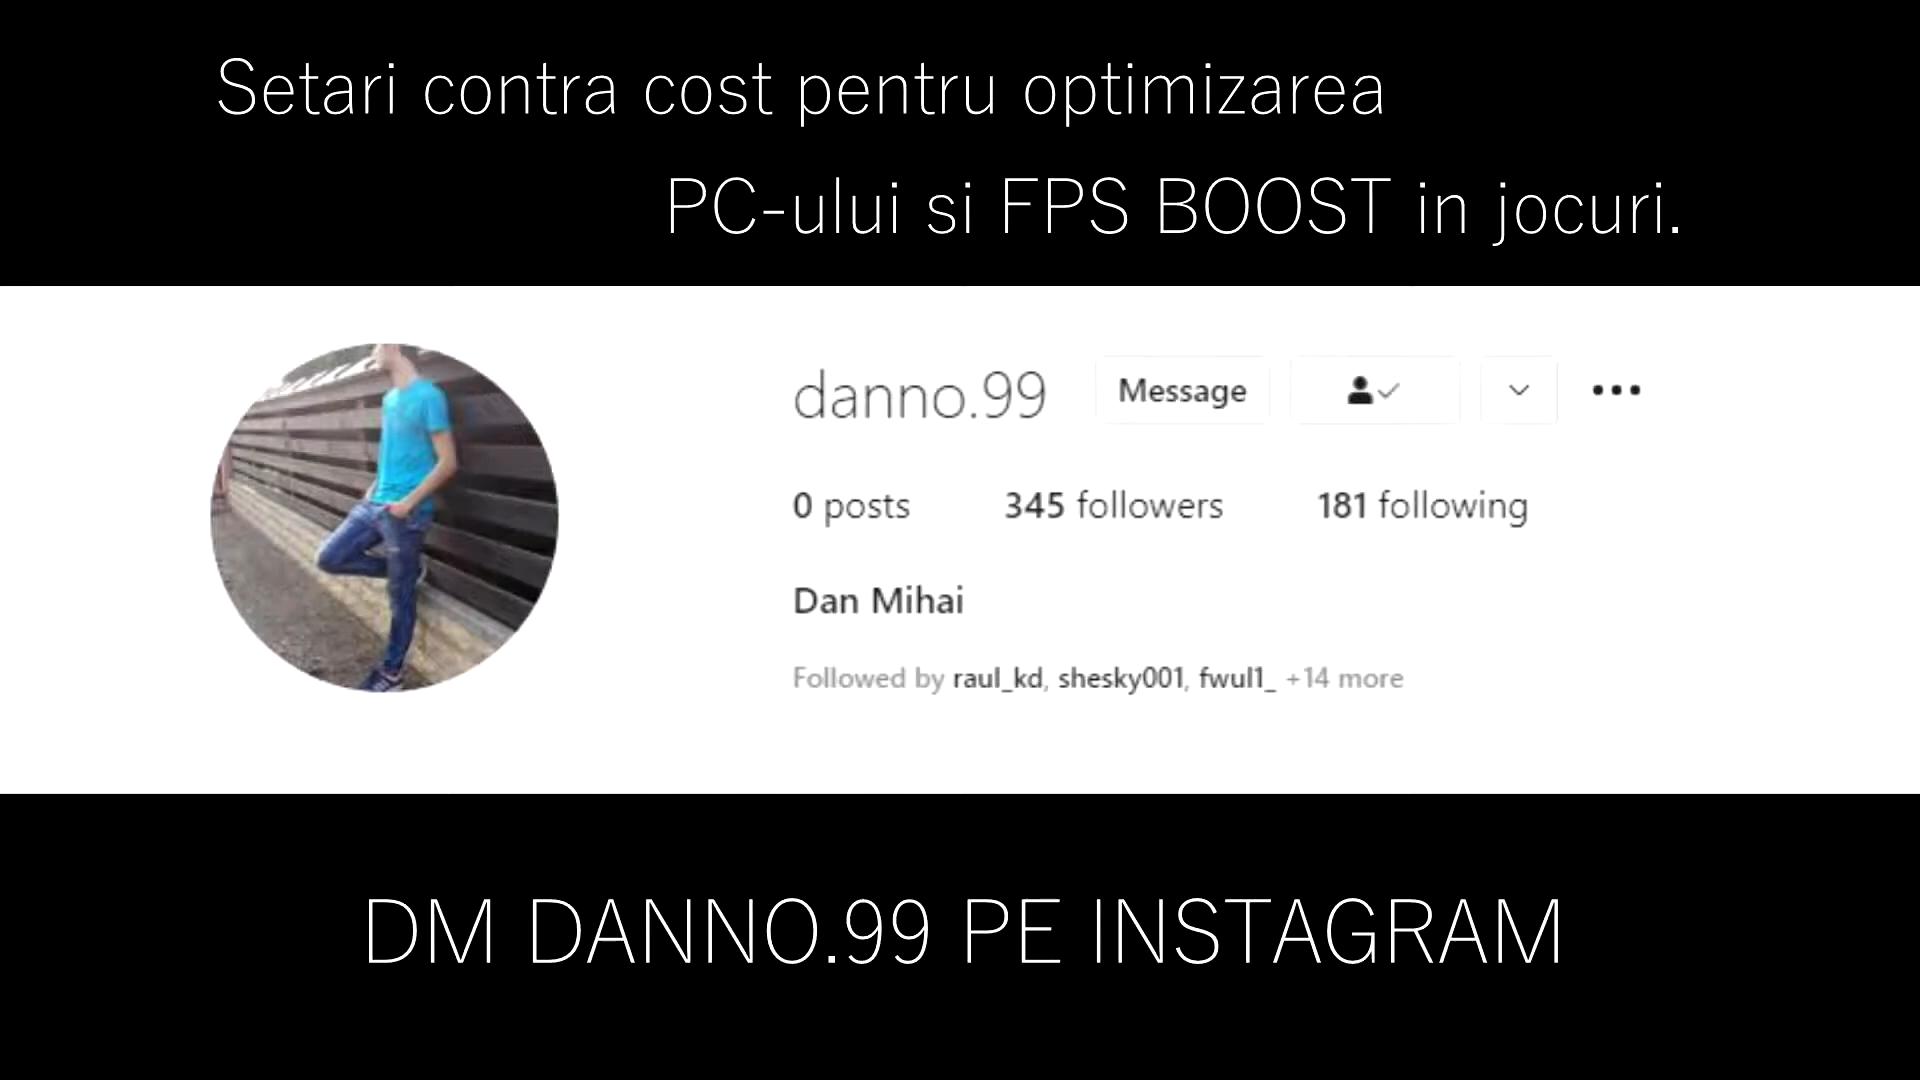 Setari contra cost pentru optimizarea
PC-ului si FPS BOOST in jocuri.
danno.99 Message
0 posts 345 followers 181 following
Dan Mihai
Followed by raul_kd, shesky001, fwul1_ +14 more
DM DANNO.99 PE INSTAGRAM